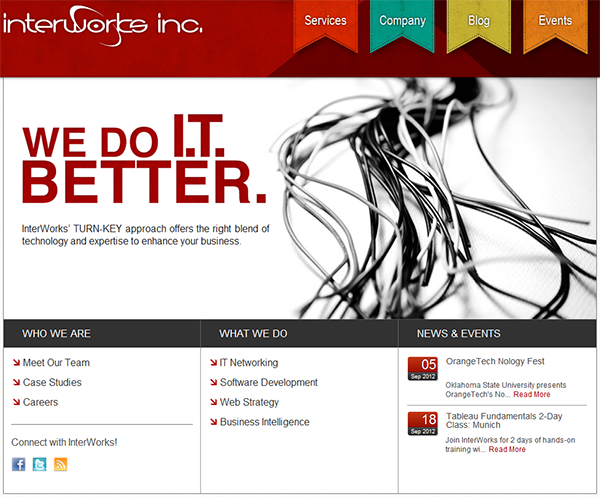 interworks inc.
Services
Company
Blog
Events
WE DO I.T.
BETTER.
InterWorks' TURN-KEY approach offers the right blend of
technology and expertise to enhance your business.
WHO WE ARE
Meet Our Team
Case Studies
Careers
Connect with InterWorks!
WHAT WE DO
IT Networking
Software Development
Web Strategy
Business Intelligence
NEWS & EVENTS
05
Sep 2012
OrangeTech Nology Fest
Oklahoma State University presents
OrangeTech's No... Read More
18
Sep 2012
Tableau Fundamentals 2-Day
Class: Munich
Join InterWorks for 2 days of hands-on
training wi... Read More